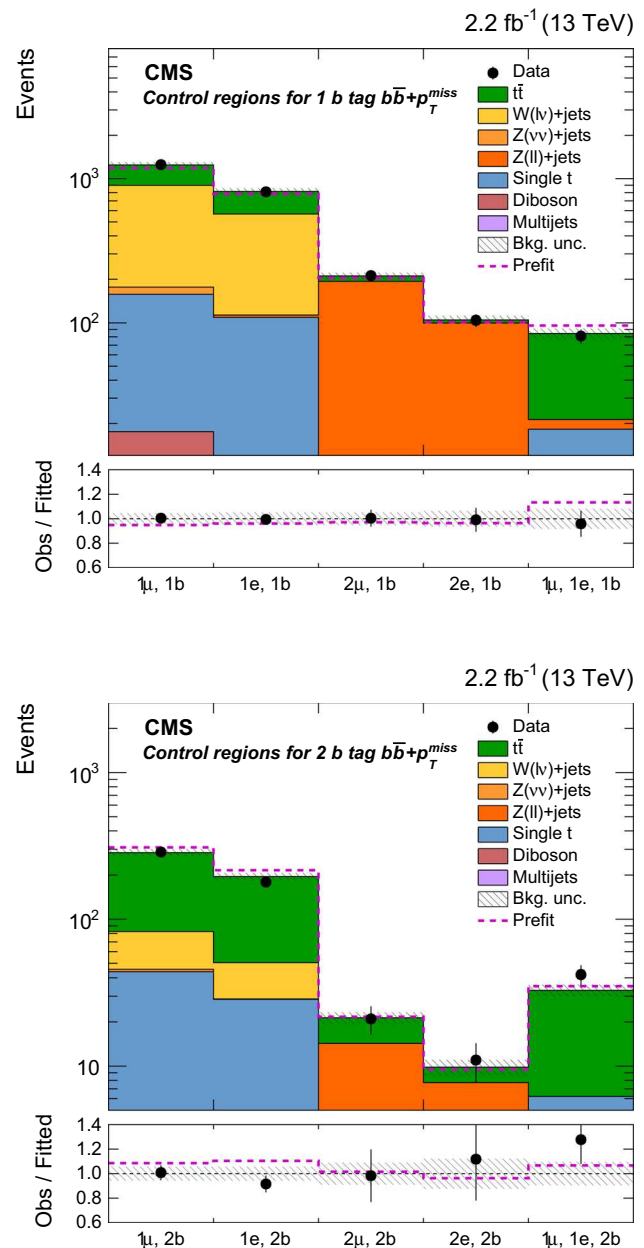 2.2 fb⁻¹ (13 TeV)
Events
CMS
Control regions for 1 b tag bb̅+p_T^miss
Data
tt̅
W(lν)+jets
Z(νν)+jets
Z(ll)+jets
Single t
Diboson
Multijets
Bkg. unc.
Prefit
10³
10²
Obs / Fitted
1.4
1.2
1.0
0.8
0.6
1μ, 1b 1e, 1b 2μ, 1b 2e, 1b 1μ, 1e, 1b
2.2 fb⁻¹ (13 TeV)
Events
CMS
Control regions for 2 b tag bb̅+p_T^miss
Data
tt̅
W(lν)+jets
Z(νν)+jets
Z(ll)+jets
Single t
Diboson
Multijets
Bkg. unc.
Prefit
10³
10²
10
Obs / Fitted
1.4
1.2
1.0
0.8
0.6
1μ, 2b 1e, 2b 2μ, 2b 2e, 2b 1μ, 1e, 2b